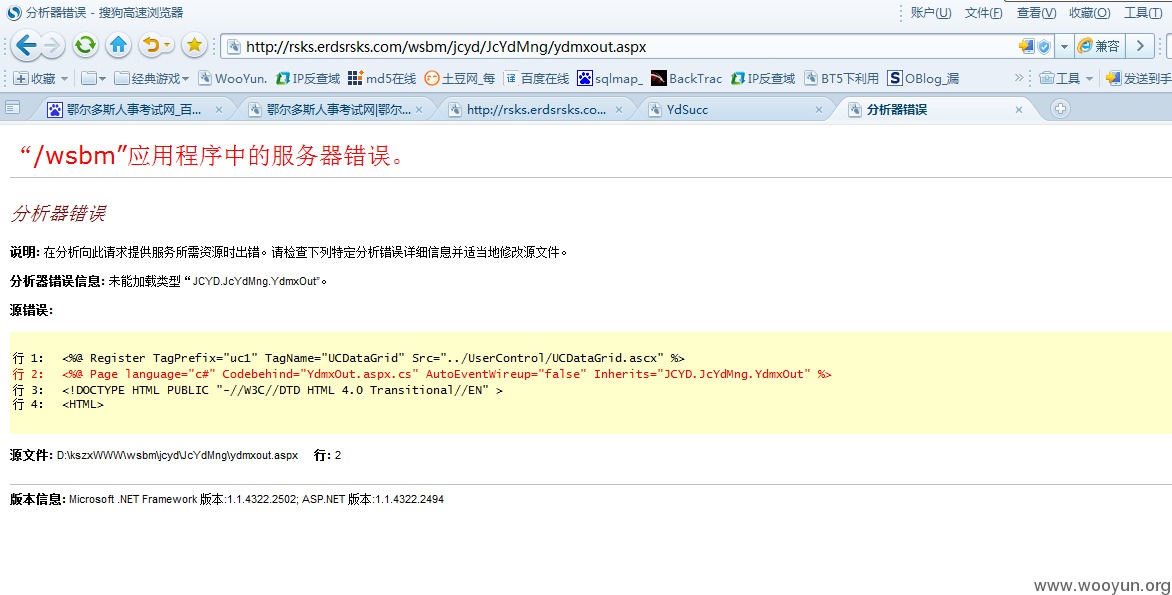 分析器错误 - 搜狗高速浏览器
账户(U) 文件(F) 查看(V) 收藏(O) 工具(T)
http://rsks.erdsrsks.com/wsbm/jcyd/JcYdMng/ydmxout.aspx 兼容
收藏 经典游戏 WooYun. IP反查域 md5在线 土豆网_每 百度在线 sqlmap_ BackTrac IP反查域 BT5下利用 OBlog_漏 » 工具 发送到手
鄂尔多斯人事考试网_百... 鄂尔多斯人事考试网|鄂尔... http://rsks.erdsrsks.co... YdSucc 分析器错误
“/wsbm”应用程序中的服务器错误。
分析器错误
说明: 在分析向此请求提供服务所需资源时出错。请检查下列特定分析错误详细信息并适当地修改源文件。
分析器错误信息: 未能加载类型“JCYD.JcYdMng.YdmxOut”。
源错误:
行 1: <%@ Register TagPrefix="uc1" TagName="UCDataGrid" Src="../UserControl/UCDataGrid.ascx" %>
行 2: <%@ Page language="c#" Codebehind="YdmxOut.aspx.cs" AutoEventWireup="false" Inherits="JCYD.JcYdMng.YdmxOut" %>
行 3: <!DOCTYPE HTML PUBLIC "-//W3C//DTD HTML 4.0 Transitional//EN" >
行 4: <HTML>
源文件: D:\kszxWWW\wsbm\jcyd\JcYdMng\ydmxout.aspx 行: 2
版本信息: Microsoft .NET Framework 版本:1.1.4322.2502; ASP.NET 版本:1.1.4322.2494
www.wooyun.org